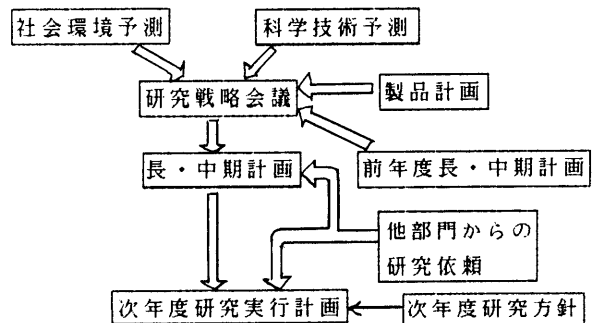 社会環境予測
科学技術予測
研究戦略会議
製品計画
長・中期計画
前年度長・中期計画
他部門からの
研究依頼
次年度研究実行計画
次年度研究方針